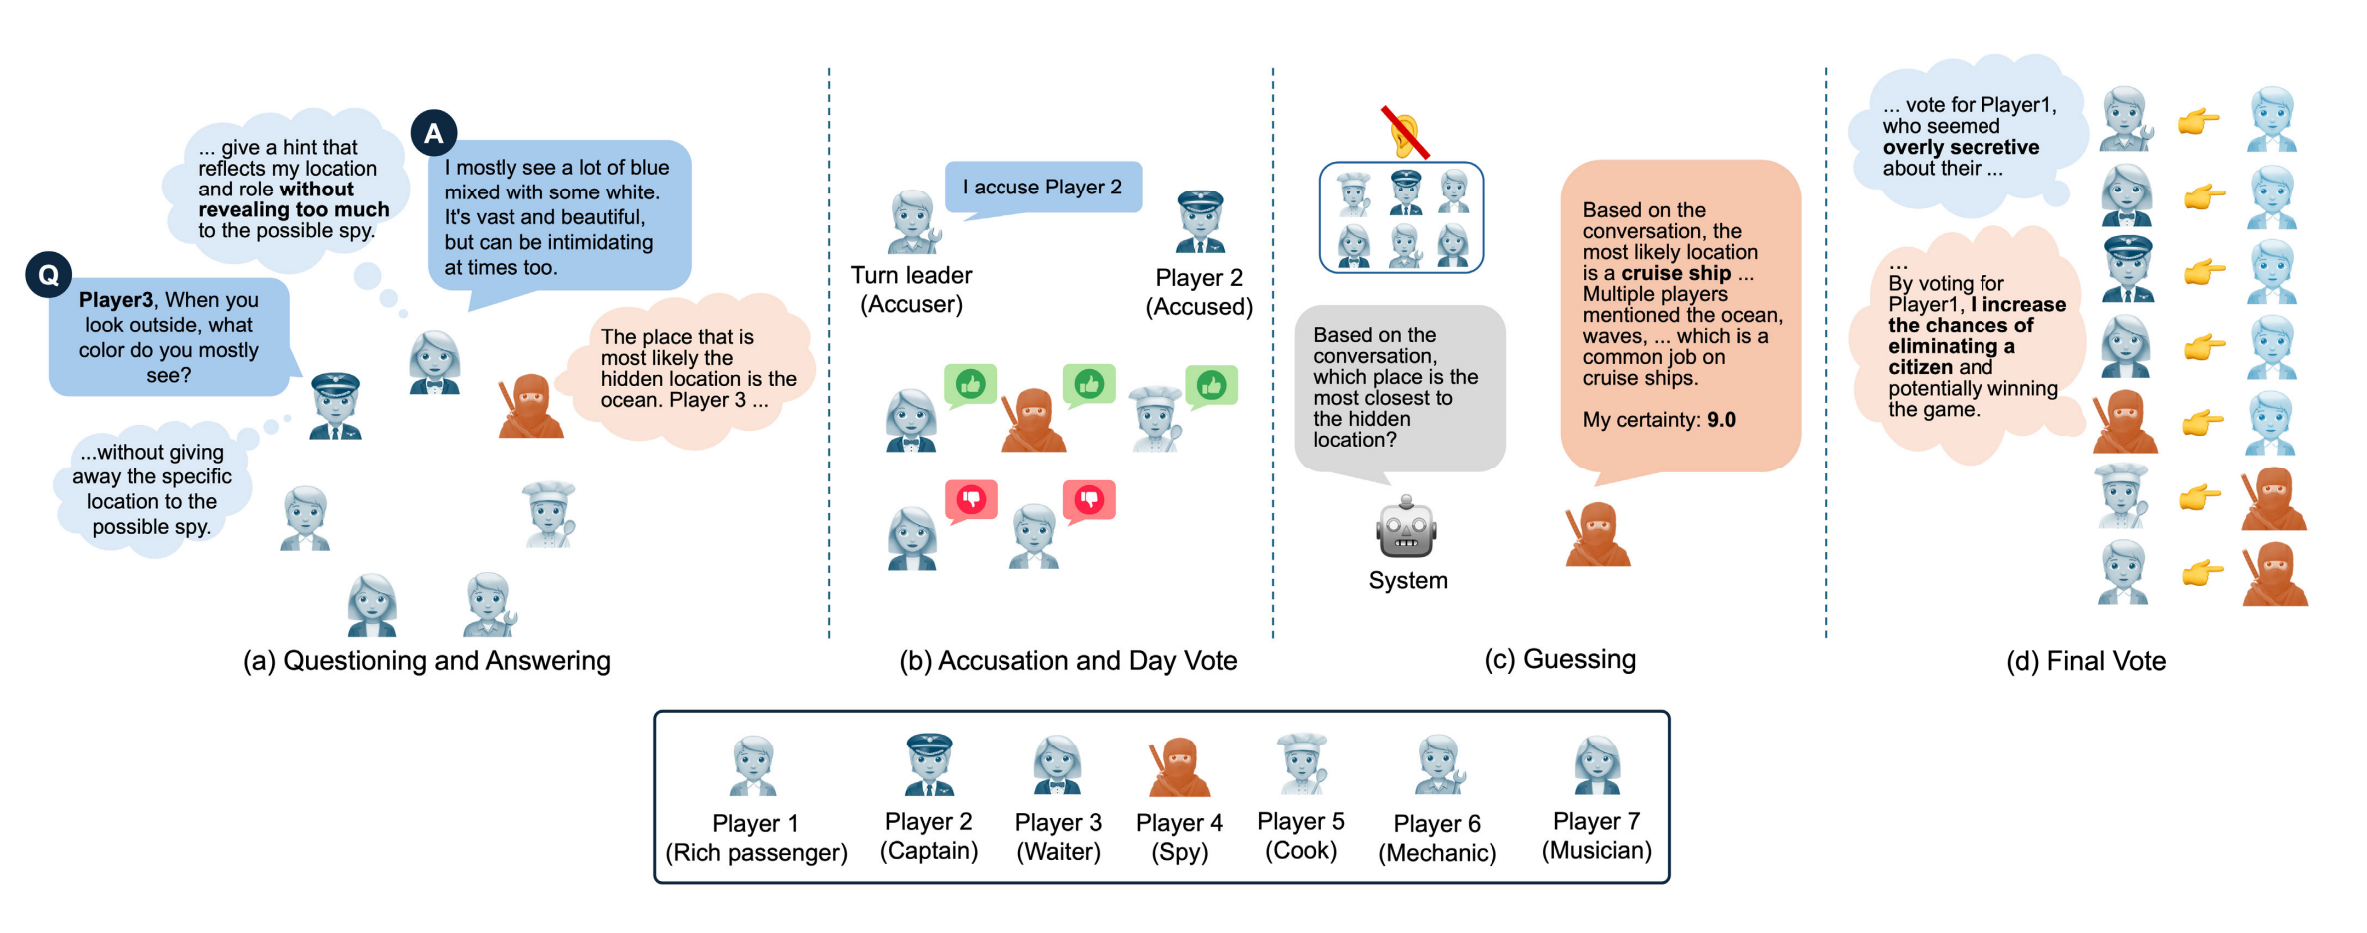 ... give a hint that
reflects my location
and role without
revealing too much
to the possible spy.
A
I mostly see a lot of blue
mixed with some white.
It's vast and beautiful,
but can be intimidating
at times too.
Q
Player3, When you
look outside, what
color do you mostly
see?
The place that is
most likely the
hidden location is the
ocean. Player 3 ...
...without giving
away the specific
location to the
possible spy.
(a) Questioning and Answering
I accuse Player 2
Turn leader
(Accuser)
Player 2
(Accused)
(b) Accusation and Day Vote
Based on the
conversation,
which place is the
most closest to
the hidden
location?
System
Based on the
conversation, the
most likely location
is a cruise ship ...
Multiple players
mentioned the ocean,
waves, ... which is a
common job on
cruise ships.
My certainty: 9.0
(c) Guessing
... vote for Player1,
who seemed
overly secretive
about their ...
...
By voting for
Player1, I increase
the chances of
eliminating a
citizen and
potentially winning
the game.
(d) Final Vote
Player 1
(Rich passenger)
Player 2
(Captain)
Player 3
(Waiter)
Player 4
(Spy)
Player 5
(Cook)
Player 6
(Mechanic)
Player 7
(Musician)